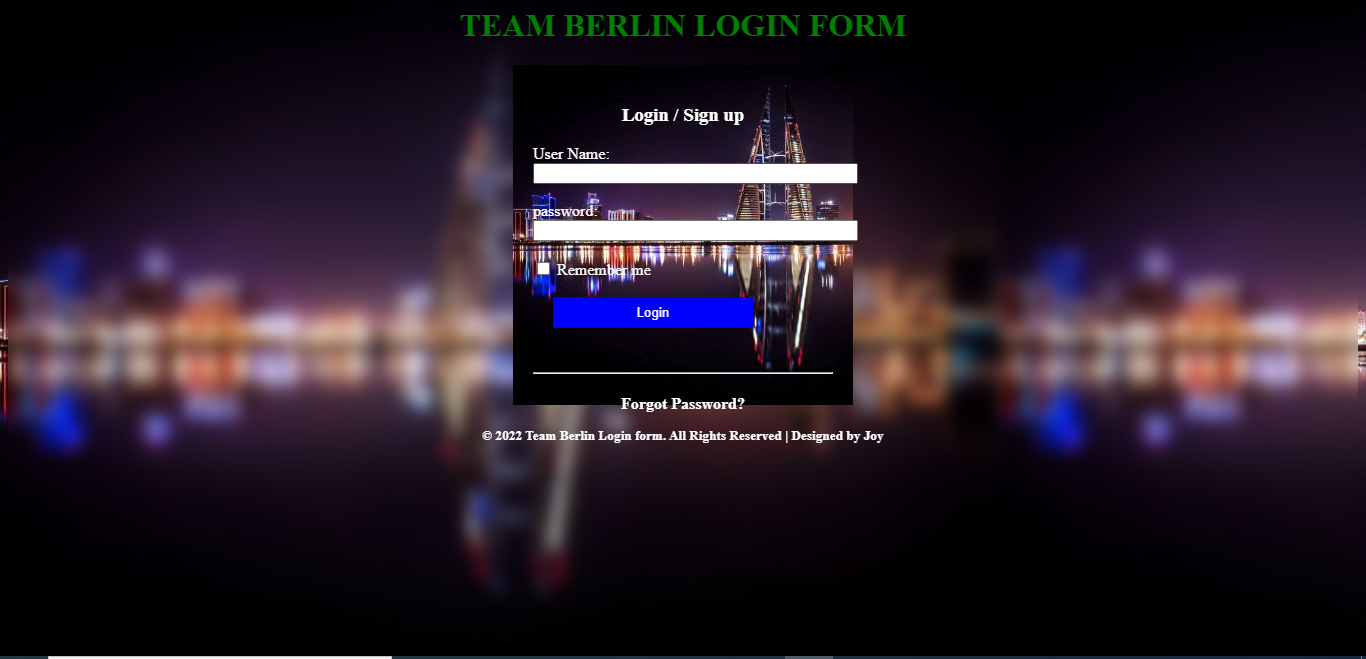 TEAM BERLIN LOGIN FORM
Login / Sign up
User Name:
password:
Remember me
Login
Forgot Password?
© 2022 Team Berlin Login form. All Rights Reserved | Designed by Joy